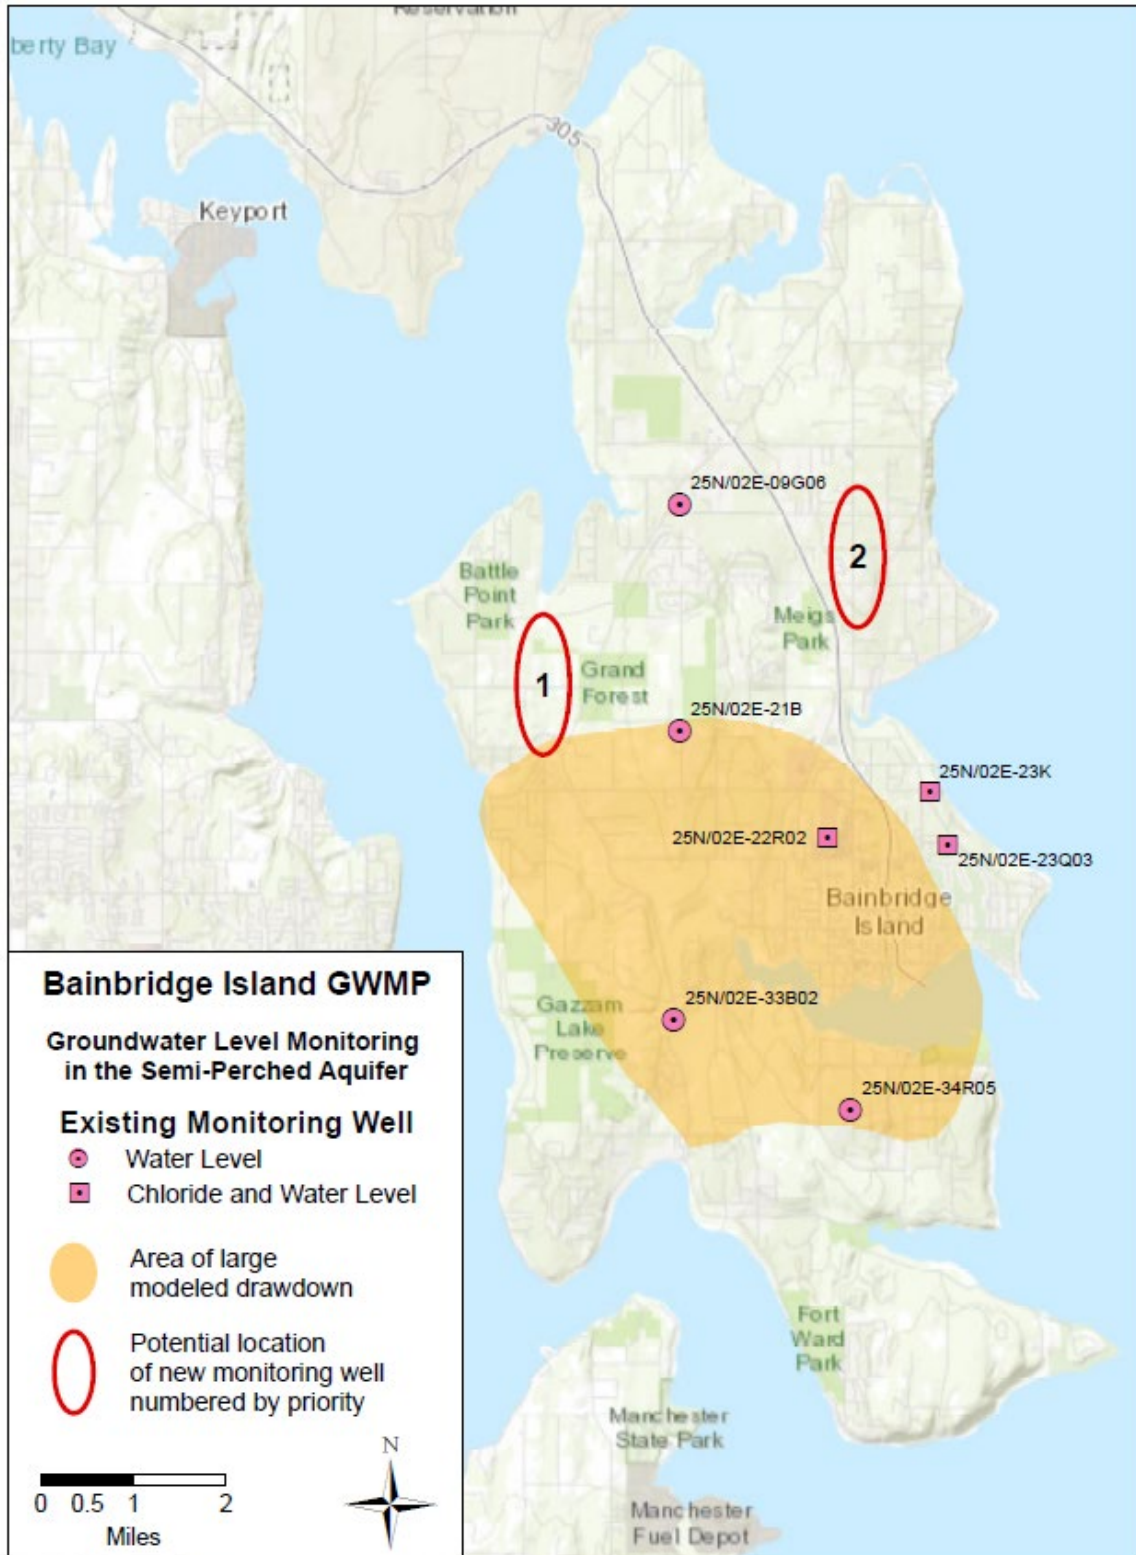 Reservation
berty Bay
305
Keyport
25N/02E-09G06
2
Battle
Point
Park
Meigs
Park
1
Grand
Forest
25N/02E-21B
25N/02E-23K
25N/02E-22R02
25N/02E-23Q03
Bainbridge
Island
25N/02E-33B02
Gazzam
Lake
Preserve
25N/02E-34R05
Fort
Ward
Park
Manchester
State Park
Manchester
Fuel Depot
Bainbridge Island GWMP
Groundwater Level Monitoring
in the Semi-Perched Aquifer
Existing Monitoring Well
Water Level
Chloride and Water Level
Area of large
modeled drawdown
Potential location
of new monitoring well
numbered by priority
N
0 0.5 1 2
Miles